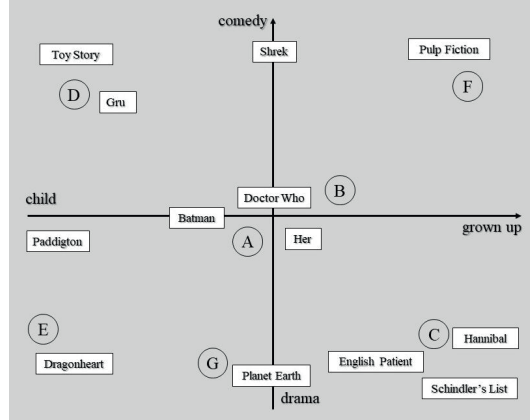 comedy
Toy Story
Shrek
Pulp Fiction
D
Gru
F
child
Doctor Who
B
Batman
grown up
Paddigton
A
Her
E
C
Hannibal
Dragonheart
G
English Patient
Planet Earth
Schindler's List
drama